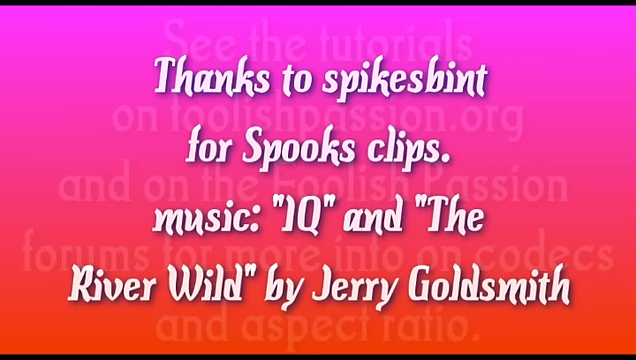 See the tutorials
Thanks to spikesbint
on foolishpassion.org
for Spooks clips.
and on the Foolish Passion
music: "IQ" and "The
forums for more info on codecs
River Wild" by Jerry Goldsmith
and aspect ratio.